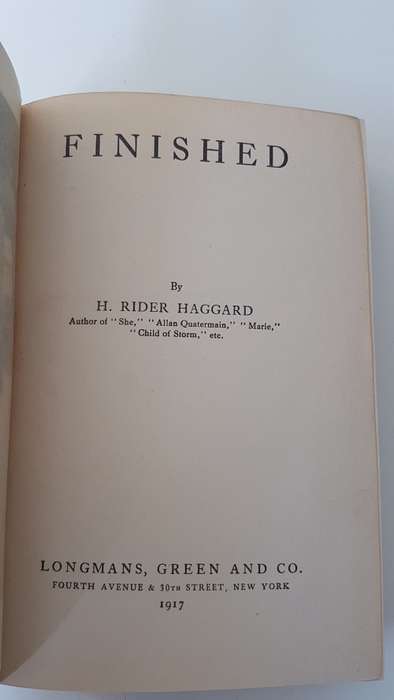 FINISHED
By
H. RIDER HAGGARD
Author of "She," "Allan Quatermain," "Marie,"
"Child of Storm," etc.
LONGMANS, GREEN AND CO.
FOURTH AVENUE & 30TH STREET, NEW YORK
1917